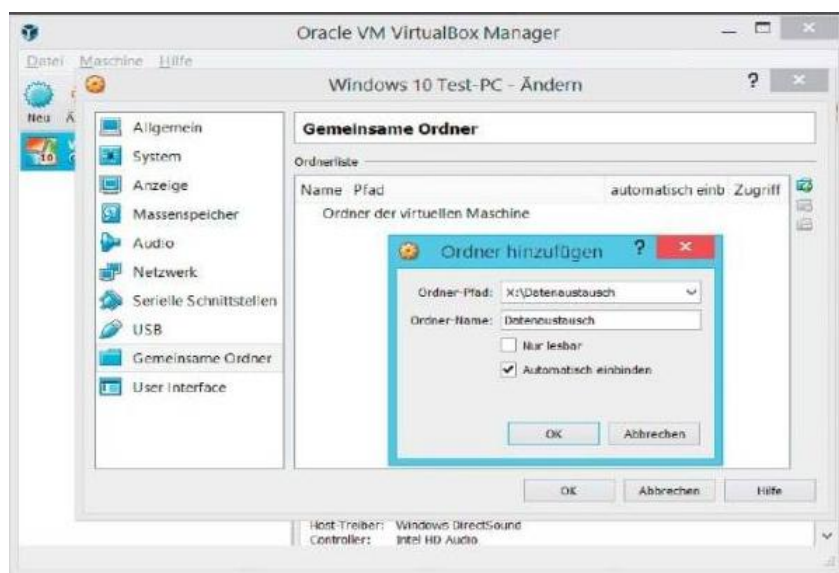 Oracle VM VirtualBox Manager
Datei Maschine Hilfe
Windows 10 Test-PC - Ändern
?
Neu Ä
10
Allgemein
System
Anzeige
Massenspeicher
Audio
Netzwerk
Serielle Schnittstellen
USB
Gemeinsame Ordner
User Interface
Gemeinsame Ordner
Ordnerliste
Name Pfad automatisch einb Zugriff
Ordner der virtuellen Maschine
Ordner hinzufügen ?
Ordner-Pfad: X:\Datenaustausch
Ordner-Name: Datenaustausch
Nur lesbar
Automatisch einbinden
OK Abbrechen
OK Abbrechen Hilfe
Host-Treiber: Windows DirectSound
Controller: Intel HD Audio